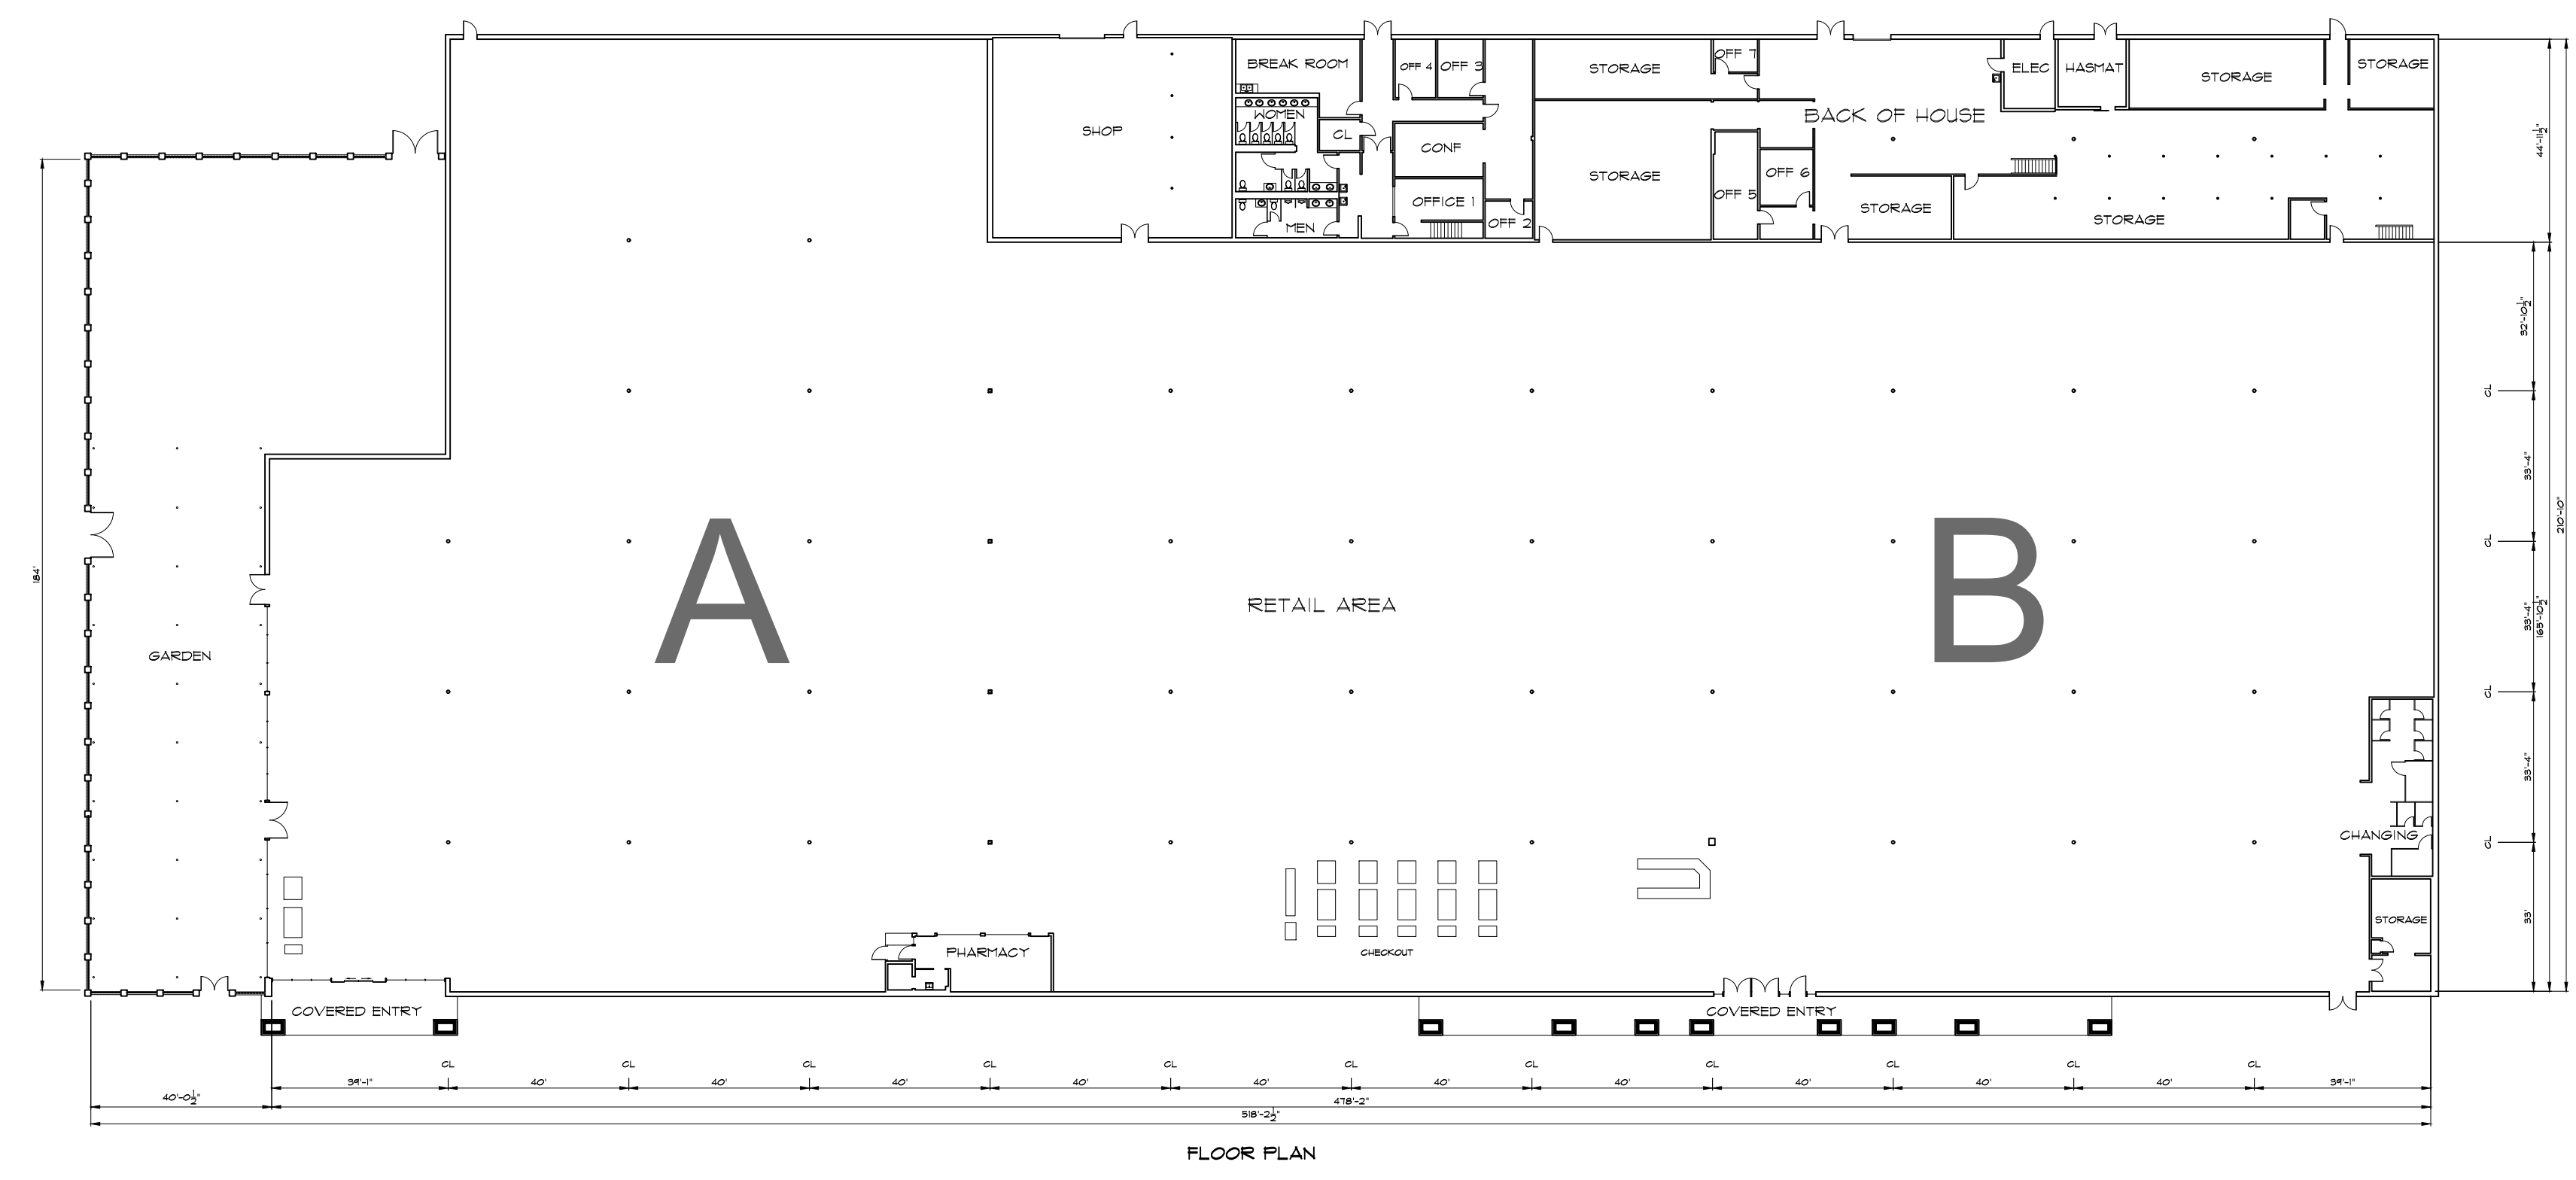 BREAK ROOM
OFF 4
OFF 3
STORAGE
OFF 7
ELEC
HASMAT
STORAGE
STORAGE
WOMEN
BACK OF HOUSE
SHOP
CL
CONF
44'-11½"
STORAGE
OFF 6
OFF 5
OFFICE 1
STORAGE
STORAGE
OFF 2
MEN
32'-10½"
CL
33'-4"
210'-10"
CL
A
B
184'
RETAIL AREA
33'-4"
165'-10½"
GARDEN
CL
33'-4"
CHANGING
CL
STORAGE
33'
PHARMACY
CHECKOUT
COVERED ENTRY
COVERED ENTRY
CL CL CL CL CL CL CL CL CL CL CL
39'-1" 40' 40' 40' 40' 40' 40' 40' 40' 40' 40' 39'-1"
40'-0½"
478'-2"
518'-2½"
FLOOR PLAN